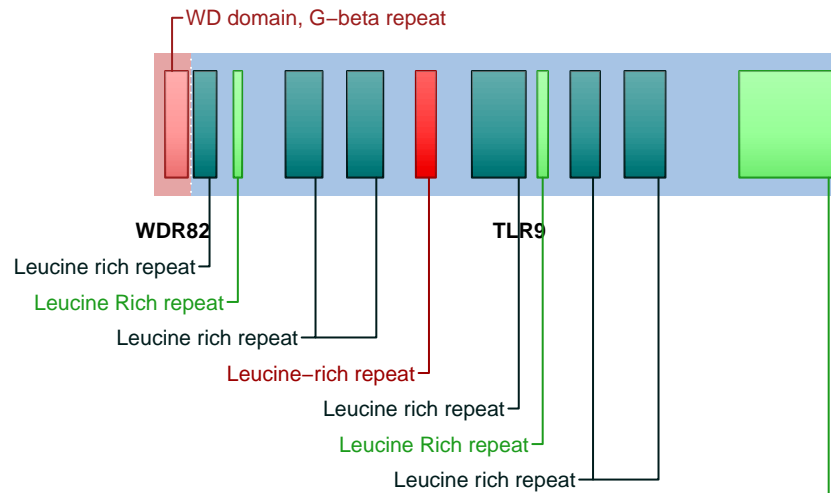 WD domain, G−beta repeat
WDR82 TLR9
Leucine rich repeat
Leucine Rich repeat
Leucine rich repeat
Leucine−rich repeat
Leucine rich repeat
Leucine Rich repeat
Leucine rich repeat